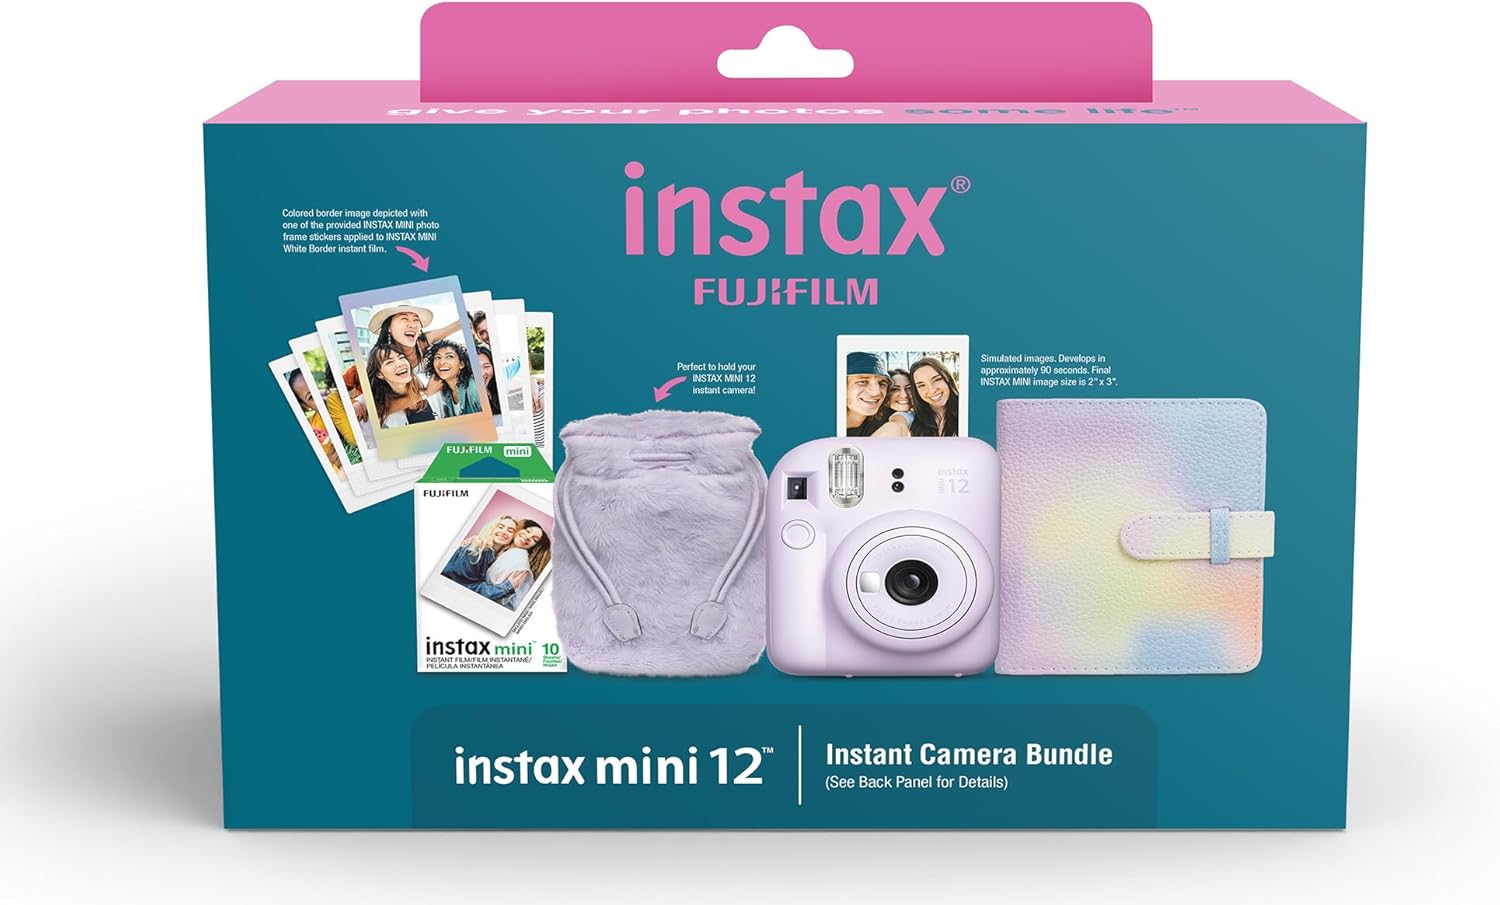 give your photos some life™
instax®
FUJIFILM
Colored border image depicted with
one of the provided INSTAX MINI photo
frame stickers applied to INSTAX MINI
White Border instant film.
Perfect to hold your
INSTAX MINI 12
instant camera!
Simulated images. Develops in
approximately 90 seconds. Final
INSTAX MINI image size is 2" x 3".
FUJIFILM mini
FUJIFILM
instax mini™ 10
INSTANT FILM/FILM INSTANTANÉ/
PELÍCULA INSTANTÁNEA
instax
mini 12
instax mini 12™
Instant Camera Bundle
(See Back Panel for Details)